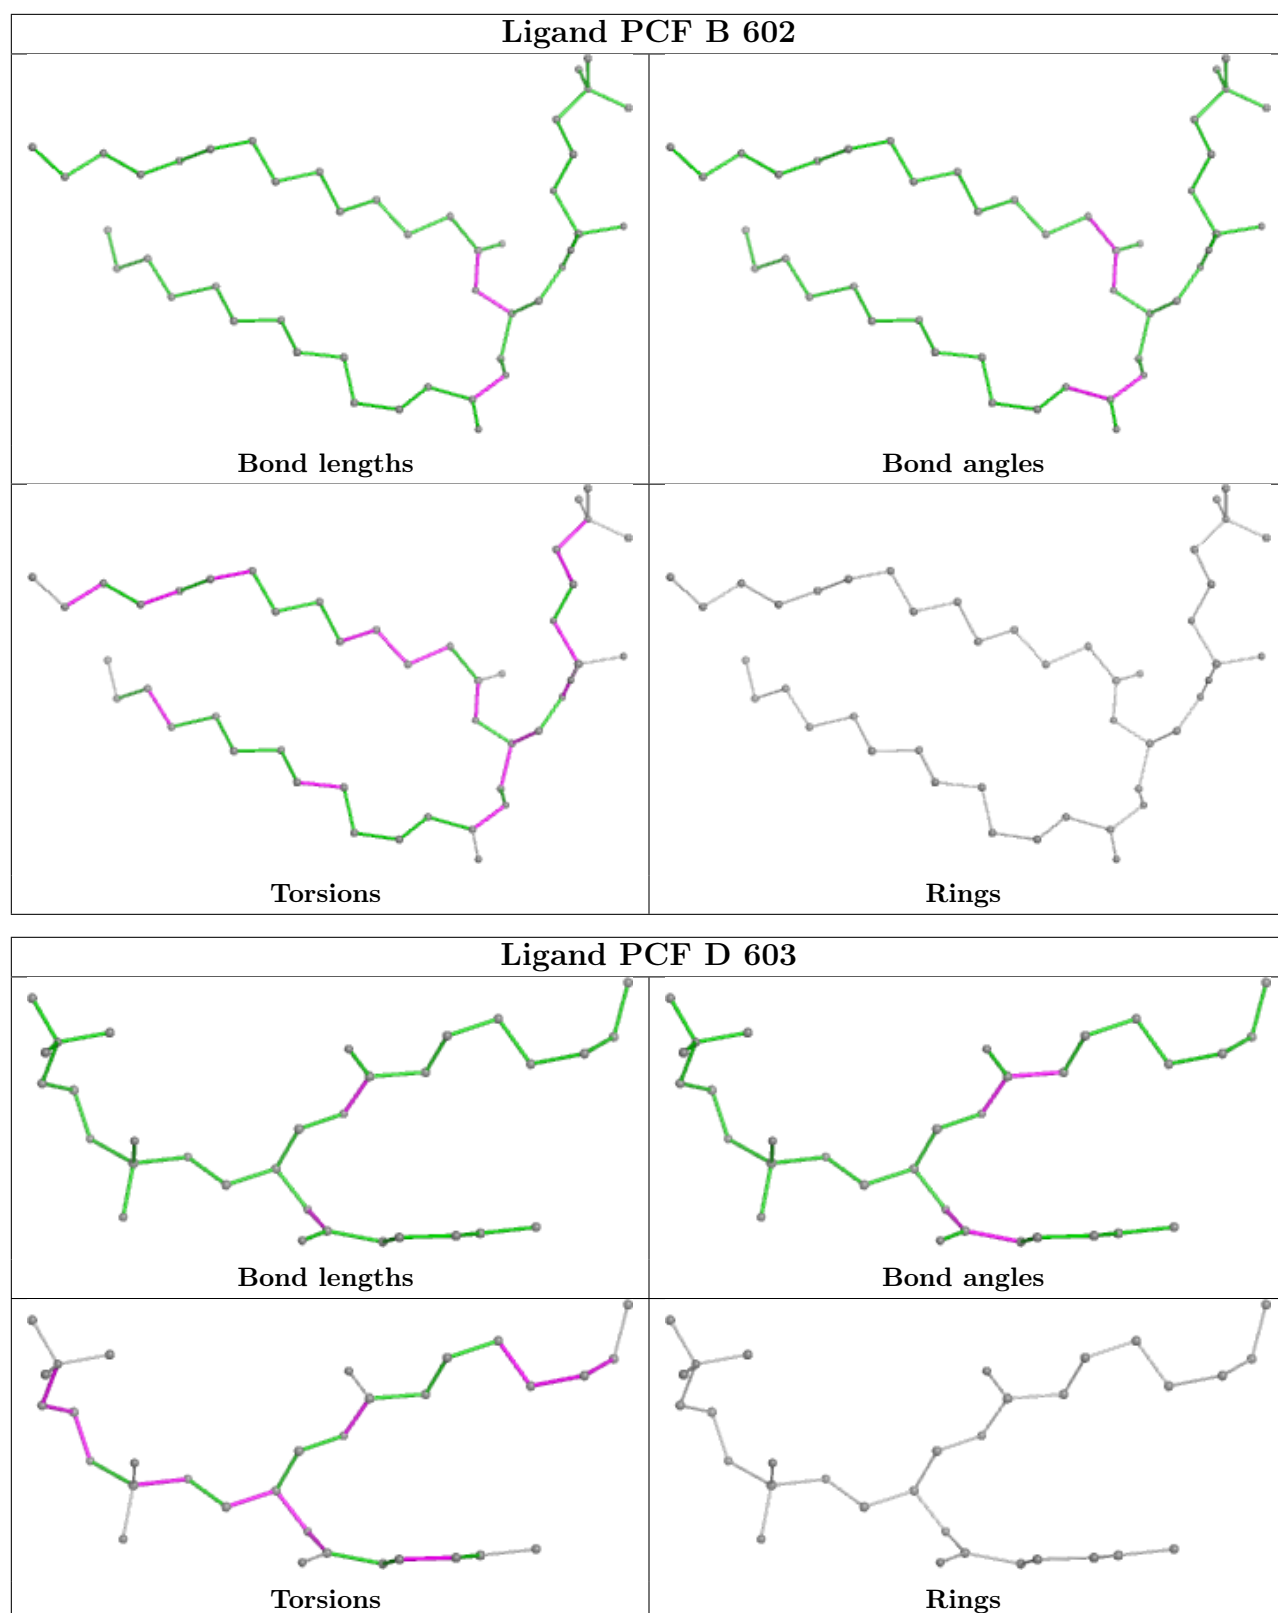 Ligand PCF B 602
Bond lengths
Bond angles
Torsions
Rings
Ligand PCF D 603
Bond lengths
Bond angles
Torsions
Rings